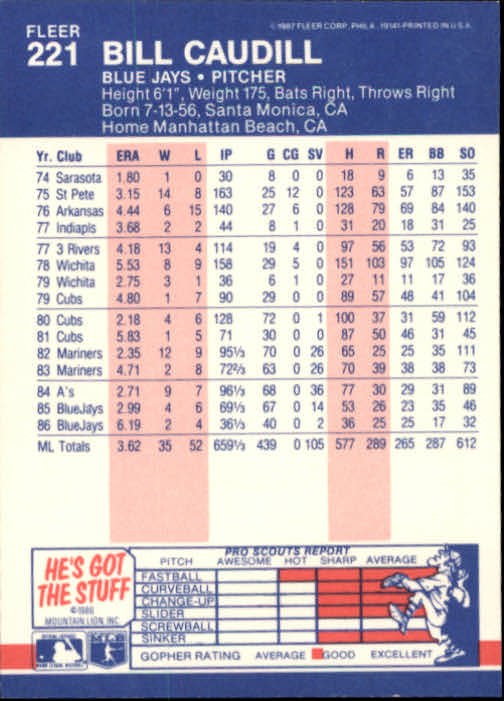 FLEER
©1987 FLEER CORP., PHILA., 19141-PRINTED IN U.S.A.
221 BILL CAUDILL
BLUE JAYS • PITCHER
Height 6'1", Weight 175, Bats Right, Throws Right
Born 7-13-56, Santa Monica, CA
Home Manhattan Beach, CA
Yr. Club ERA W L IP G CG SV H R ER BB SO
74 Sarasota 1.80 1 0 30 8 0 0 18 9 6 13 35
75 St Pete 3.15 14 8 163 25 12 0 123 63 57 87 153
76 Arkansas 4.44 6 15 140 27 6 0 128 79 69 84 140
77 Indiapls 3.68 2 2 44 8 1 0 31 20 18 31 25
77 3 Rivers 4.18 13 4 114 19 4 0 97 56 53 72 93
78 Wichita 5.53 8 9 158 29 5 0 151 103 97 105 124
79 Wichita 2.75 3 1 36 6 1 0 27 11 11 17 36
79 Cubs 4.80 1 7 90 29 0 0 89 57 48 41 104
80 Cubs 2.18 4 6 128 72 0 1 100 37 31 59 112
81 Cubs 5.83 1 5 71 30 0 0 87 50 46 31 45
82 Mariners 2.35 12 9 95⅓ 70 0 26 65 25 25 35 111
83 Mariners 4.71 2 8 72⅔ 63 0 26 70 39 38 38 73
84 A's 2.71 9 7 96⅓ 68 0 36 77 30 29 31 89
85 BlueJays 2.99 4 6 69⅓ 67 0 14 53 26 23 35 46
86 BlueJays 6.19 2 4 36⅓ 40 0 2 36 25 25 17 32
ML Totals 3.62 35 52 659⅓ 439 0 105 577 289 265 287 612
HE'S GOT
THE STUFF
©1986
MOUNTAIN LION, INC
PRO SCOUTS REPORT
PITCH AWESOME HOT SHARP AVERAGE
FASTBALL
CURVEBALL
CHANGE-UP
SLIDER
SCREWBALL
SINKER
GOPHER RATING AVERAGE GOOD EXCELLENT